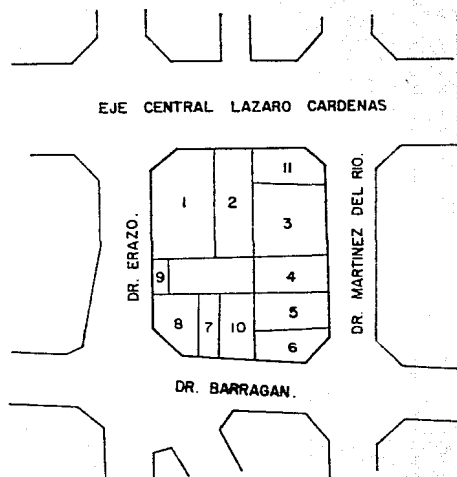 EJE CENTRAL LAZARO CARDENAS
11
1
2
3
DR. ERAZO.
DR. MARTINEZ DEL RIO.
9
4
5
8
7
10
6
DR. BARRAGAN.